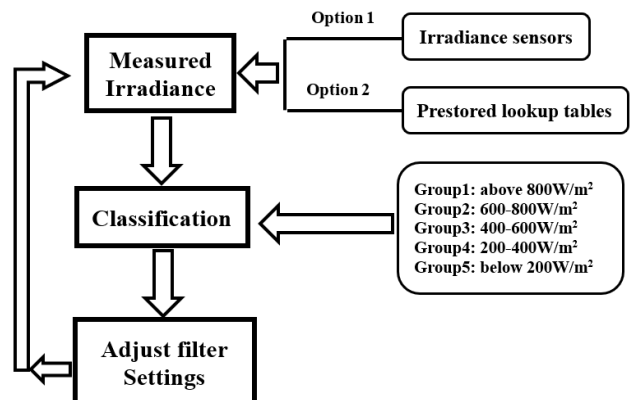 Option 1
Irradiance sensors
Measured
Irradiance
Option 2
Prestored lookup tables
Classification
Group1: above 800W/m²
Group2: 600-800W/m²
Group3: 400-600W/m²
Group4: 200-400W/m²
Group5: below 200W/m²
Adjust filter
Settings